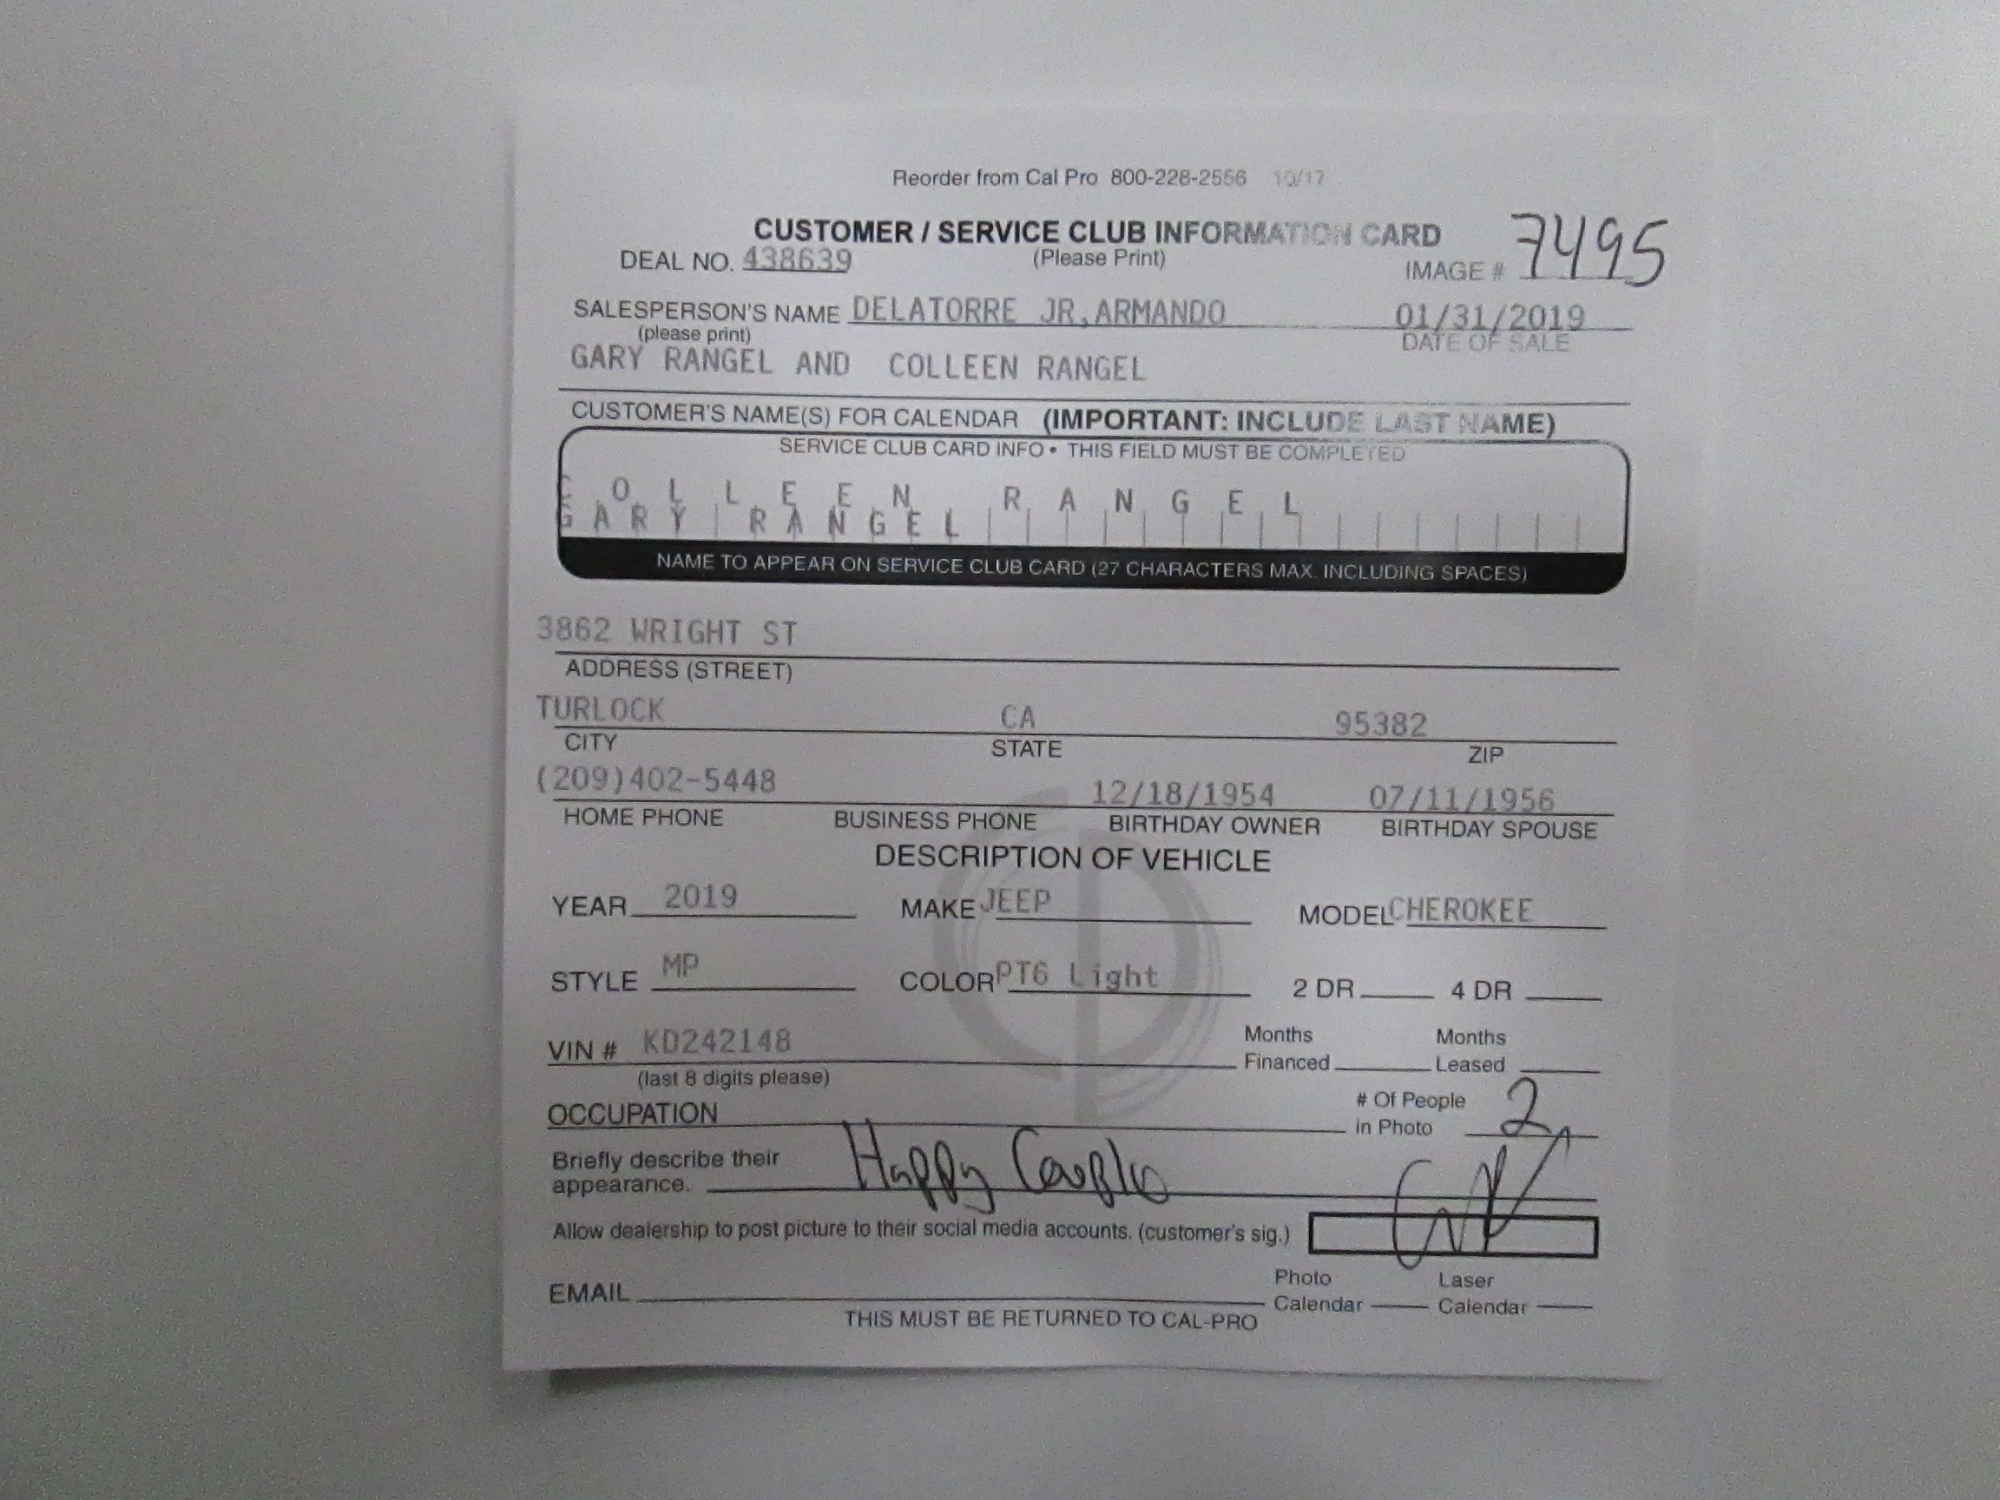 Reorder from Cal Pro 800-228-2556 10/17
CUSTOMER / SERVICE CLUB INFORMATION CARD
DEAL NO. 438639 (Please Print) IMAGE # 7495
SALESPERSON'S NAME DELATORRE JR,ARMANDO 01/31/2019
(please print) DATE OF SALE
GARY RANGEL AND COLLEEN RANGEL
CUSTOMER'S NAME(S) FOR CALENDAR (IMPORTANT: INCLUDE LAST NAME)
SERVICE CLUB CARD INFO • THIS FIELD MUST BE COMPLETED
C O L L E E N R A N G E L
G A R Y R A N G E L
NAME TO APPEAR ON SERVICE CLUB CARD (27 CHARACTERS MAX. INCLUDING SPACES)
3862 WRIGHT ST
ADDRESS (STREET)
TURLOCK CA 95382
CITY STATE ZIP
(209)402-5448 12/18/1954 07/11/1956
HOME PHONE BUSINESS PHONE BIRTHDAY OWNER BIRTHDAY SPOUSE
DESCRIPTION OF VEHICLE
YEAR 2019 MAKE JEEP MODEL CHEROKEE
STYLE MP COLOR PT6 Light 2 DR 4 DR
VIN # KD242148 Months Financed Months Leased
(last 8 digits please)
OCCUPATION # Of People in Photo 2
Briefly describe their appearance. Happy Couple
Allow dealership to post picture to their social media accounts. (customer's sig.)
EMAIL Photo Calendar Laser Calendar
THIS MUST BE RETURNED TO CAL-PRO